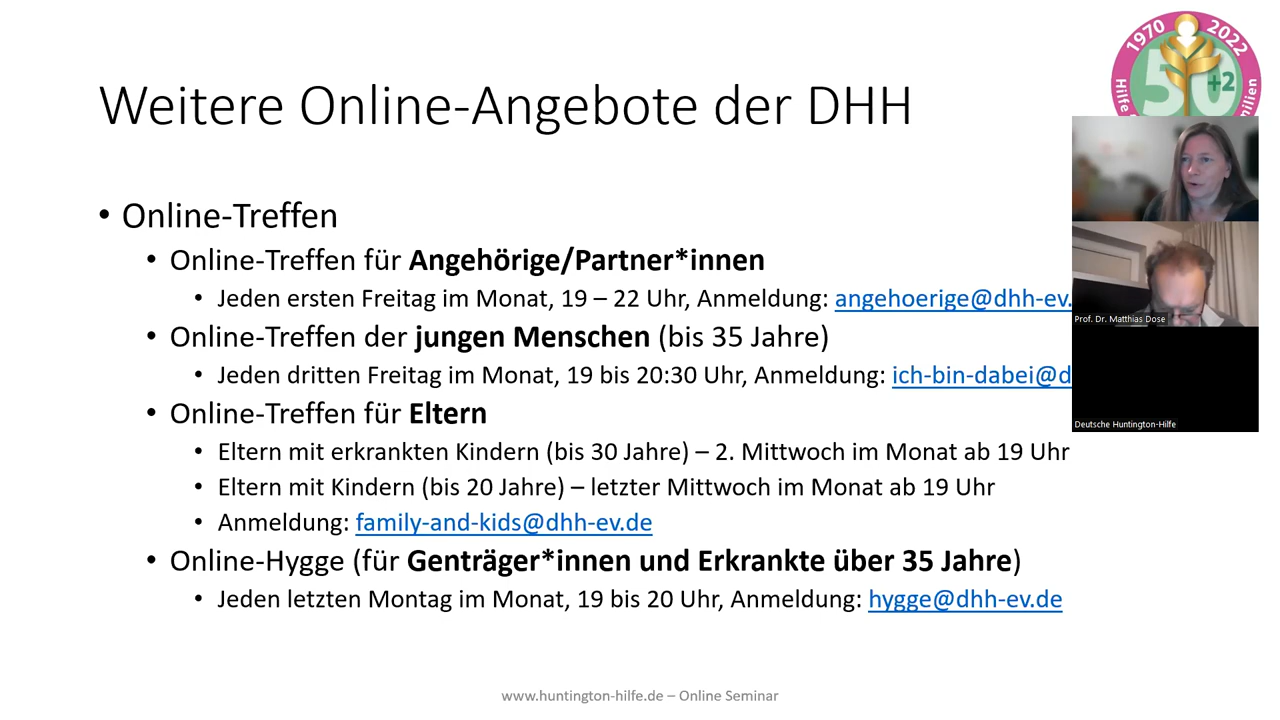 1970 2022
50 +2
Hilfe
Weitere Online-Angebote der DHH
• Online-Treffen
• Online-Treffen für Angehörige/Partner*innen
• Jeden ersten Freitag im Monat, 19 – 22 Uhr, Anmeldung: angehoerige@dhh-ev.
• Online-Treffen der jungen Menschen (bis 35 Jahre)
• Jeden dritten Freitag im Monat, 19 bis 20:30 Uhr, Anmeldung: ich-bin-dabei@d
• Online-Treffen für Eltern
• Eltern mit erkrankten Kindern (bis 30 Jahre) – 2. Mittwoch im Monat ab 19 Uhr
• Eltern mit Kindern (bis 20 Jahre) – letzter Mittwoch im Monat ab 19 Uhr
• Anmeldung: family-and-kids@dhh-ev.de
• Online-Hygge (für Genträger*innen und Erkrankte über 35 Jahre)
• Jeden letzten Montag im Monat, 19 bis 20 Uhr, Anmeldung: hygge@dhh-ev.de
Prof. Dr. Matthias Dose
Deutsche Huntington-Hilfe
www.huntington-hilfe.de – Online Seminar